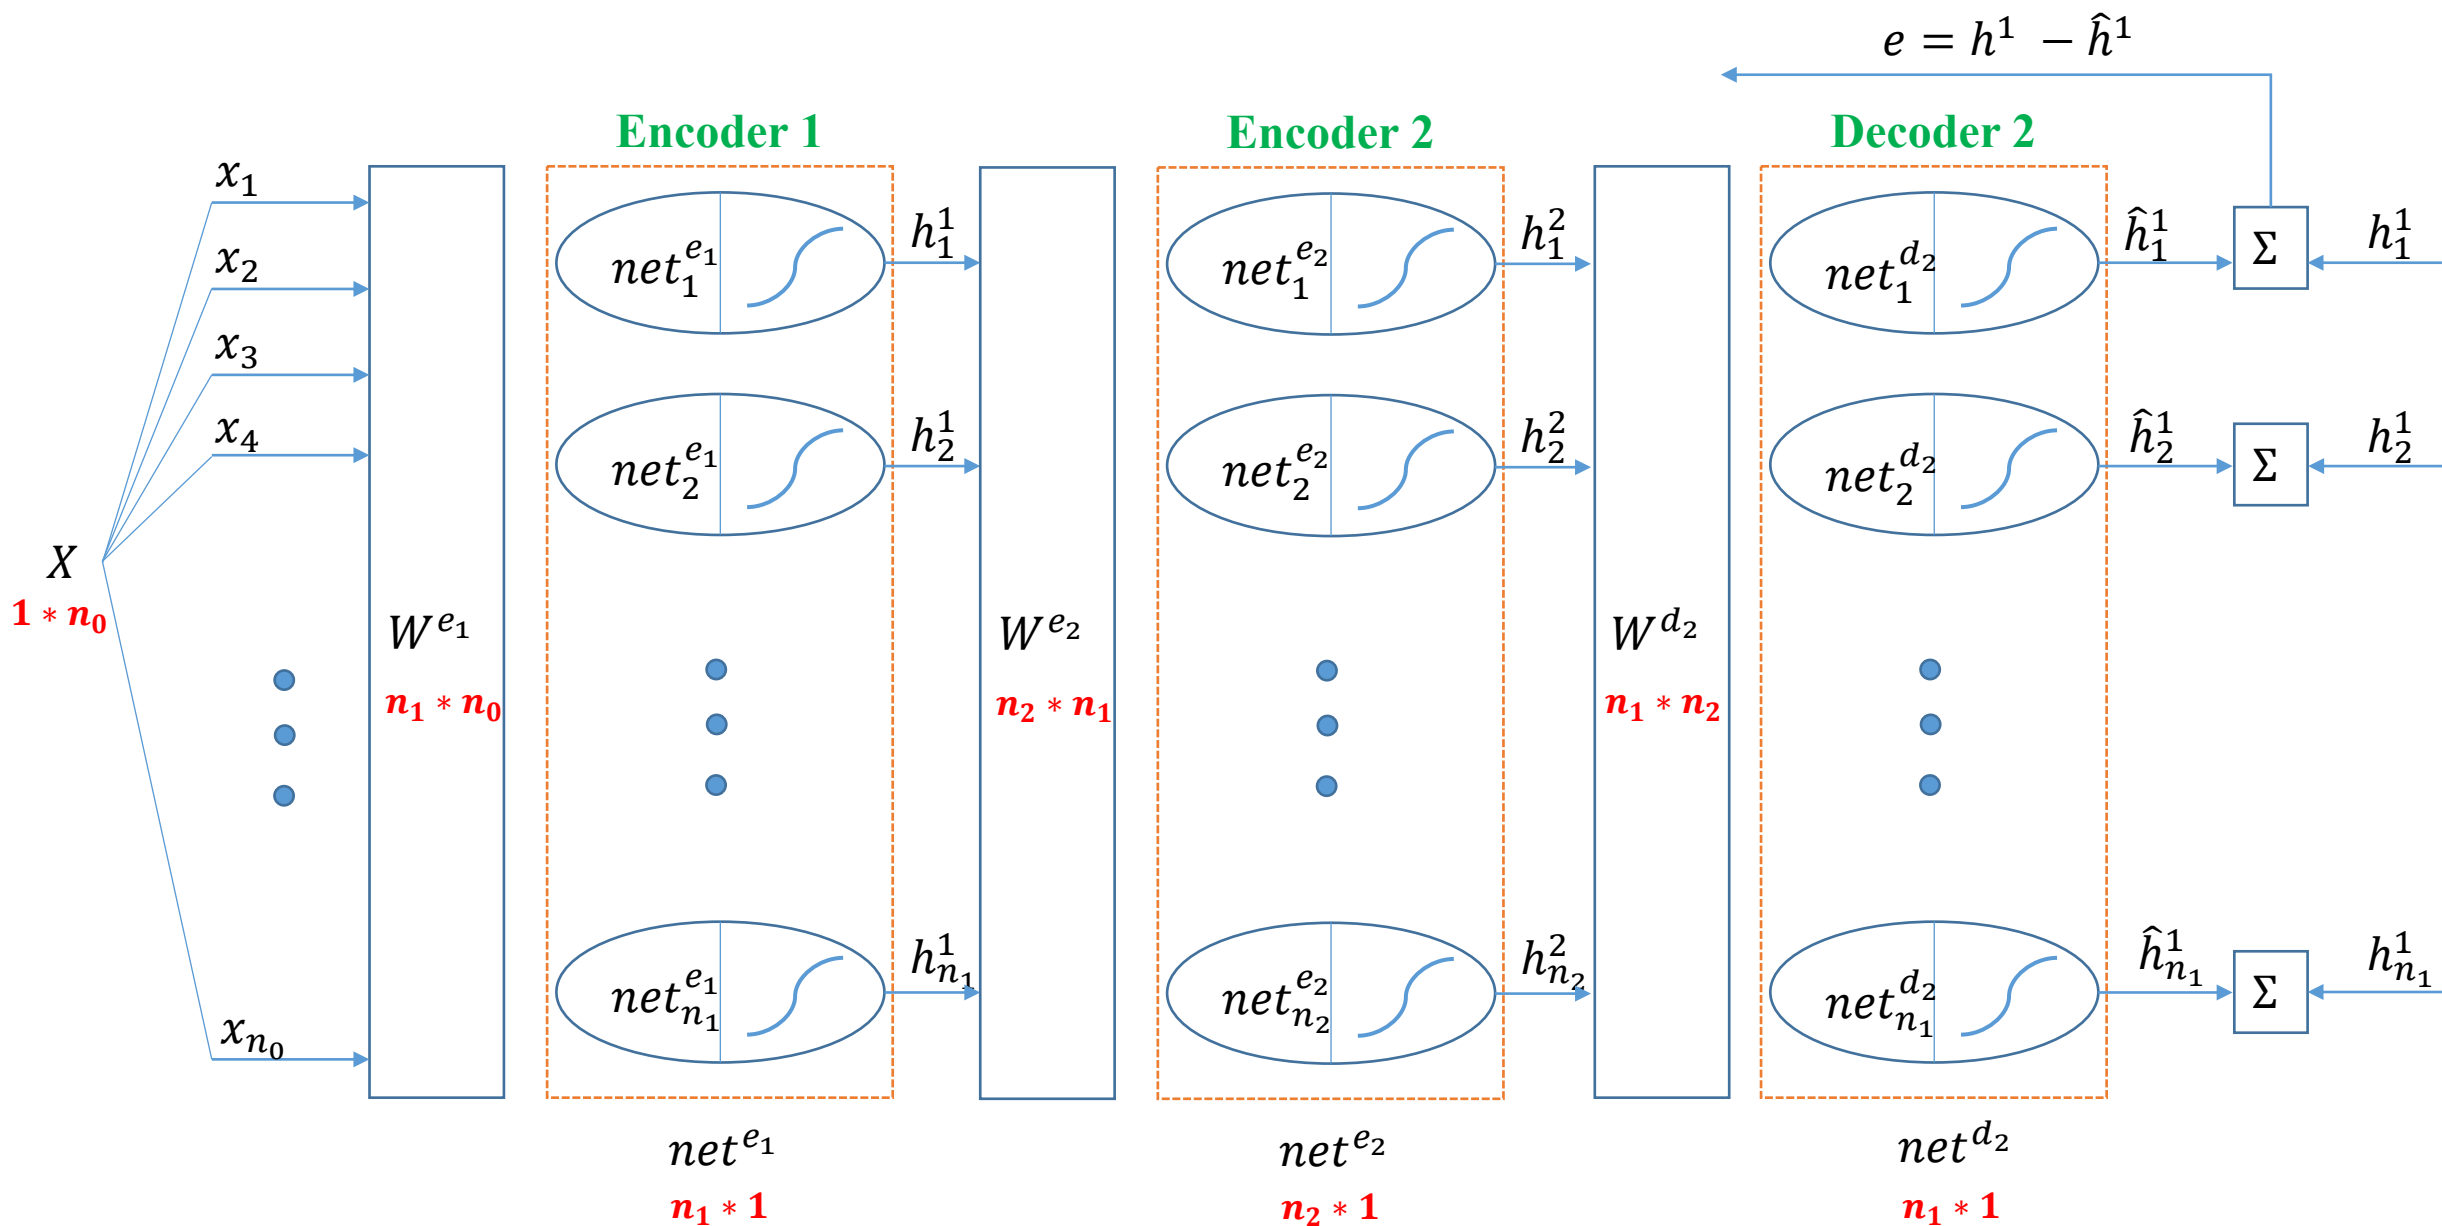 e = h¹ − ĥ¹
Encoder 1
Encoder 2
Decoder 2
x₁
x₂
x₃
x₄
x_{n₀}
X
1 * n₀
W^{e₁}
n₁ * n₀
net₁^{e₁}
net₂^{e₁}
net_{n₁}^{e₁}
h₁¹
h₂¹
h_{n₁}¹
W^{e₂}
n₂ * n₁
net₁^{e₂}
net₂^{e₂}
net_{n₂}^{e₂}
h₁²
h₂²
h_{n₂}²
W^{d₂}
n₁ * n₂
net₁^{d₂}
net₂^{d₂}
net_{n₁}^{d₂}
ĥ₁¹
ĥ₂¹
ĥ_{n₁}¹
Σ
Σ
Σ
h₁¹
h₂¹
h_{n₁}¹
net^{e₁}
n₁ * 1
net^{e₂}
n₂ * 1
net^{d₂}
n₁ * 1